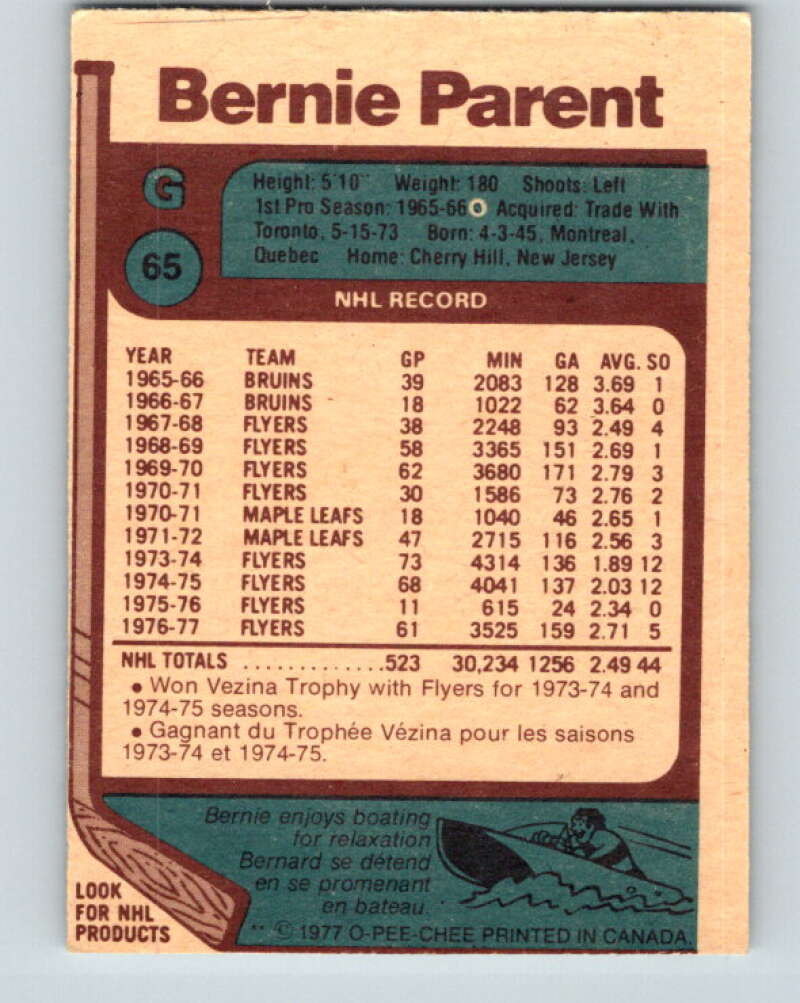 Bernie Parent
G
65
Height: 5'10" Weight: 180 Shoots: Left
1st Pro Season: 1965-66 Acquired: Trade With
Toronto, 5-15-73 Born: 4-3-45, Montreal,
Quebec Home: Cherry Hill, New Jersey
NHL RECORD
YEAR TEAM GP MIN GA AVG. SO
1965-66 BRUINS 39 2083 128 3.69 1
1966-67 BRUINS 18 1022 62 3.64 0
1967-68 FLYERS 38 2248 93 2.49 4
1968-69 FLYERS 58 3365 151 2.69 1
1969-70 FLYERS 62 3680 171 2.79 3
1970-71 FLYERS 30 1586 73 2.76 2
1970-71 MAPLE LEAFS 18 1040 46 2.65 1
1971-72 MAPLE LEAFS 47 2715 116 2.56 3
1973-74 FLYERS 73 4314 136 1.89 12
1974-75 FLYERS 68 4041 137 2.03 12
1975-76 FLYERS 11 615 24 2.34 0
1976-77 FLYERS 61 3525 159 2.71 5
NHL TOTALS .............523 30,234 1256 2.49 44
• Won Vezina Trophy with Flyers for 1973-74 and
1974-75 seasons.
• Gagnant du Trophée Vézina pour les saisons
1973-74 et 1974-75.
Bernie enjoys boating
for relaxation
Bernard se détend
en se promenant
en bateau.
LOOK
FOR NHL
PRODUCTS
** © 1977 O-PEE-CHEE PRINTED IN CANADA.